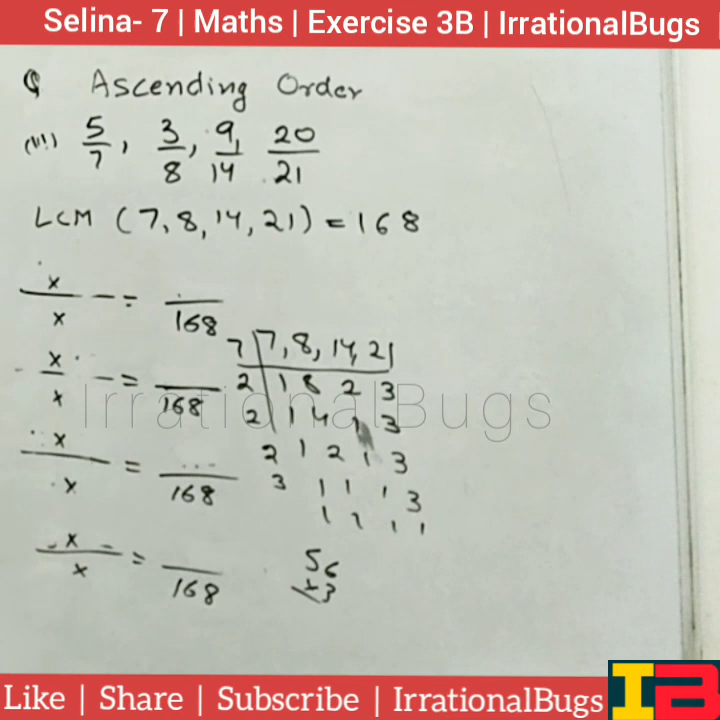 Selina- 7 | Maths | Exercise 3B | IrrationalBugs |
Q Ascending Order
(iii) 5/7, 3/8, 9/14, 20/21
LCM (7,8,14,21) = 168
x/x = /168
7 | 7, 8, 14, 21
x/x = /168
2 | 1 8 2 3
IrrationalBugs
2 | 1 4 1 3
x/x = /168
2 1 2 1 3
3 1 1 1 3
1 1 1 1
x/x = /168
56
x3
Like | Share | Subscribe | IrrationalBugs
IB